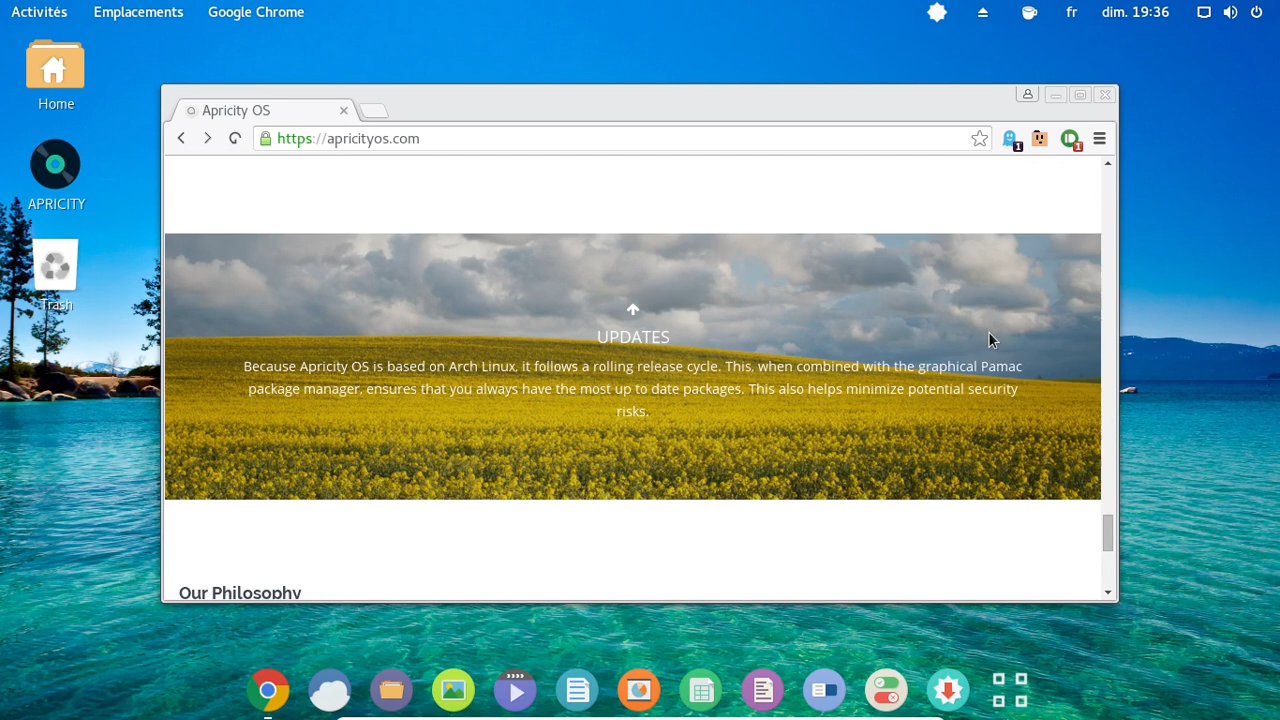 Activités Emplacements Google Chrome fr dim. 19:36
Home
APRICITY
Trash
Apricity OS
https://apricityos.com
1 1
UPDATES
Because Apricity OS is based on Arch Linux, it follows a rolling release cycle. This, when combined with the graphical Pamac
package manager, ensures that you always have the most up to date packages. This also helps minimize potential security
risks.
Our Philosophy